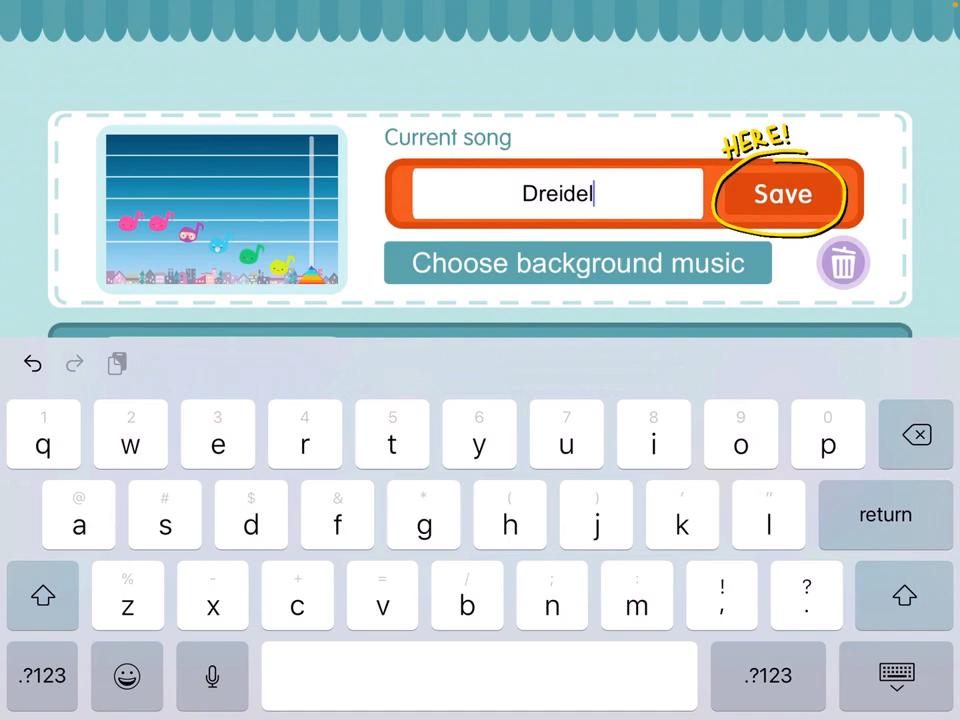 Current song
HERE!
Dreidel
Save
Choose background music
1 2 3 4 5 6 7 8 9 0
q w e r t y u i o p
@ # $ & * ( ) ' "
a s d f g h j k l return
% - + = / ; : ! ?
z x c v b n m , .
.?123 .?123